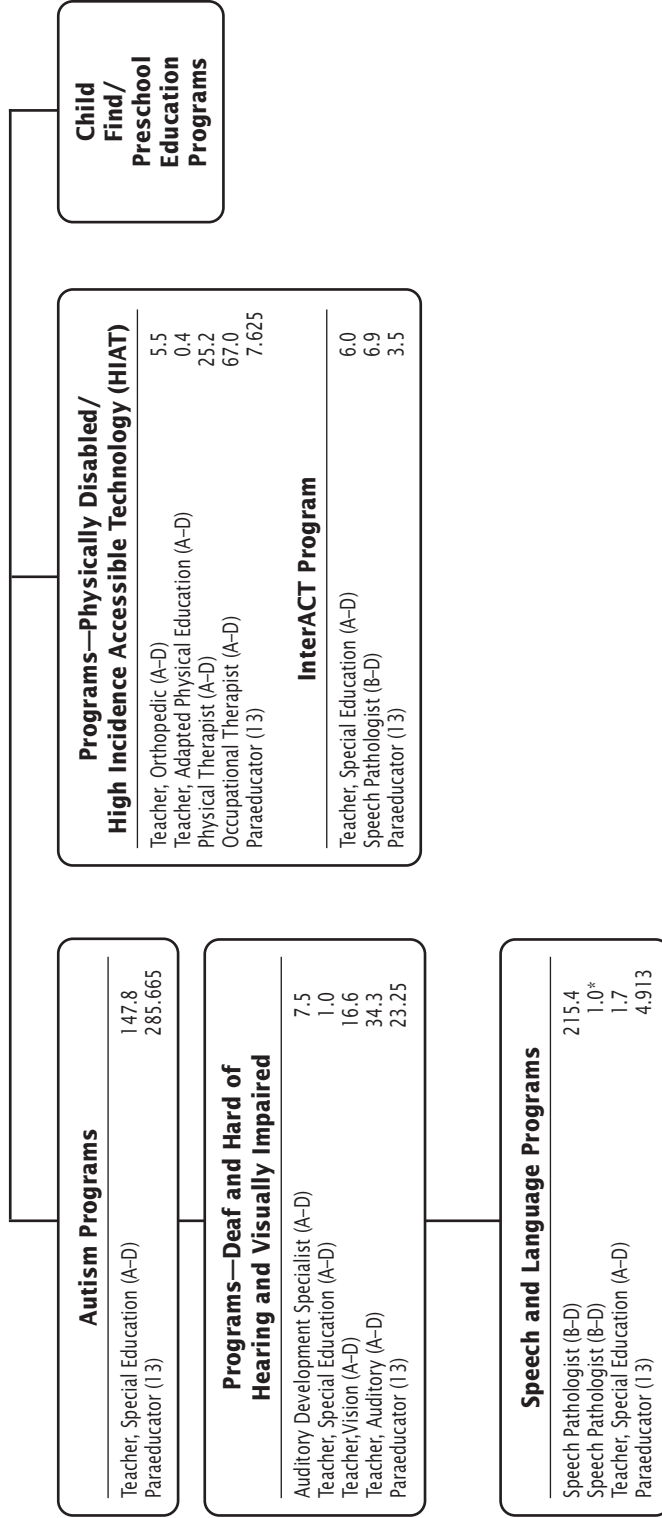 Autism Programs
Teacher, Special Education (A–D) 147.8
Paraeducator (13) 285.665
Programs—Deaf and Hard of
Hearing and Visually Impaired
Auditory Development Specialist (A–D) 7.5
Teacher, Special Education (A–D) 1.0
Teacher,Vision (A–D) 16.6
Teacher, Auditory (A–D) 34.3
Paraeducator (13) 23.25
Speech and Language Programs
Speech Pathologist (B–D) 215.4
Speech Pathologist (B–D) 1.0*
Teacher, Special Education (A–D) 1.7
Paraeducator (13) 4.913
Programs—Physically Disabled/
High Incidence Accessible Technology (HIAT)
Teacher, Orthopedic (A–D) 5.5
Teacher, Adapted Physical Education (A–D) 0.4
Physical Therapist (A–D) 25.2
Occupational Therapist (A–D) 67.0
Paraeducator (13) 7.625
InterACT Program
Teacher, Special Education (A–D) 6.0
Speech Pathologist (B–D) 6.9
Paraeducator (13) 3.5
Child
Find/
Preschool
Education
Programs